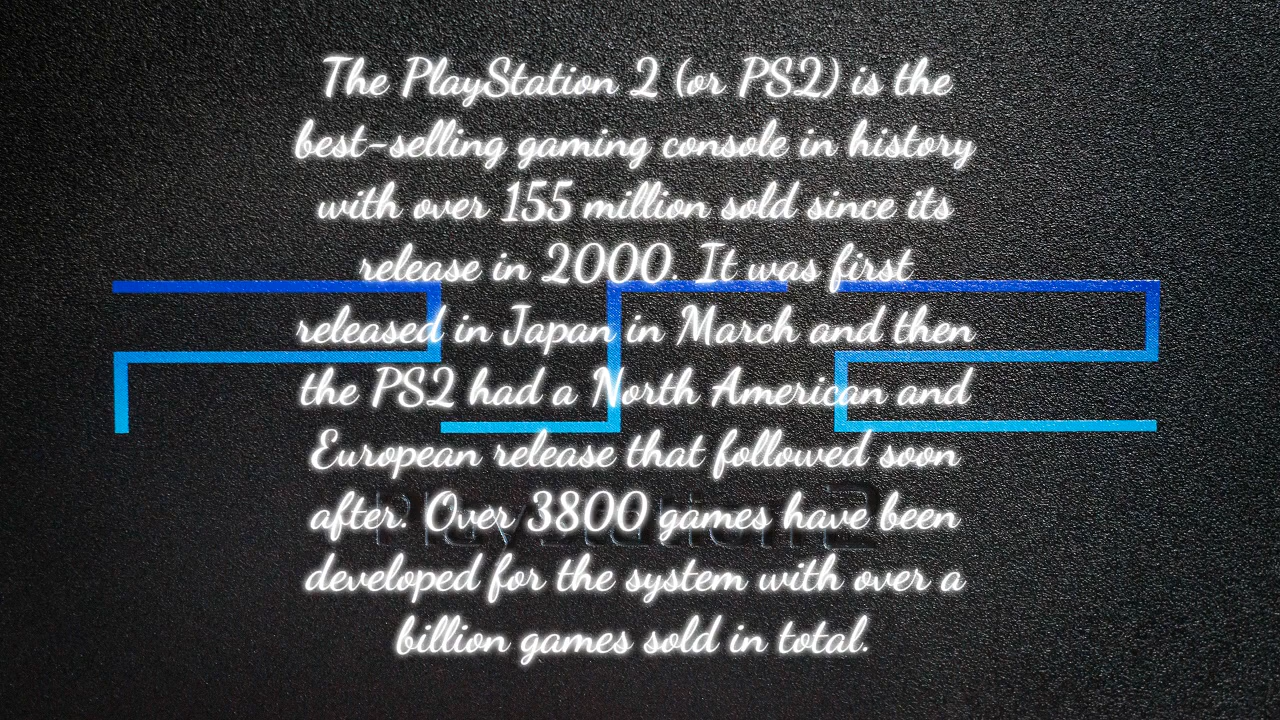 The PlayStation 2 (or PS2) is the
best-selling gaming console in history
with over 155 million sold since its
release in 2000. It was first
released in Japan in March and then
the PS2 had a North American and
European release that followed soon
after. Over 3800 games have been
developed for the system with over a
billion games sold in total.
PS2
PlayStation 2